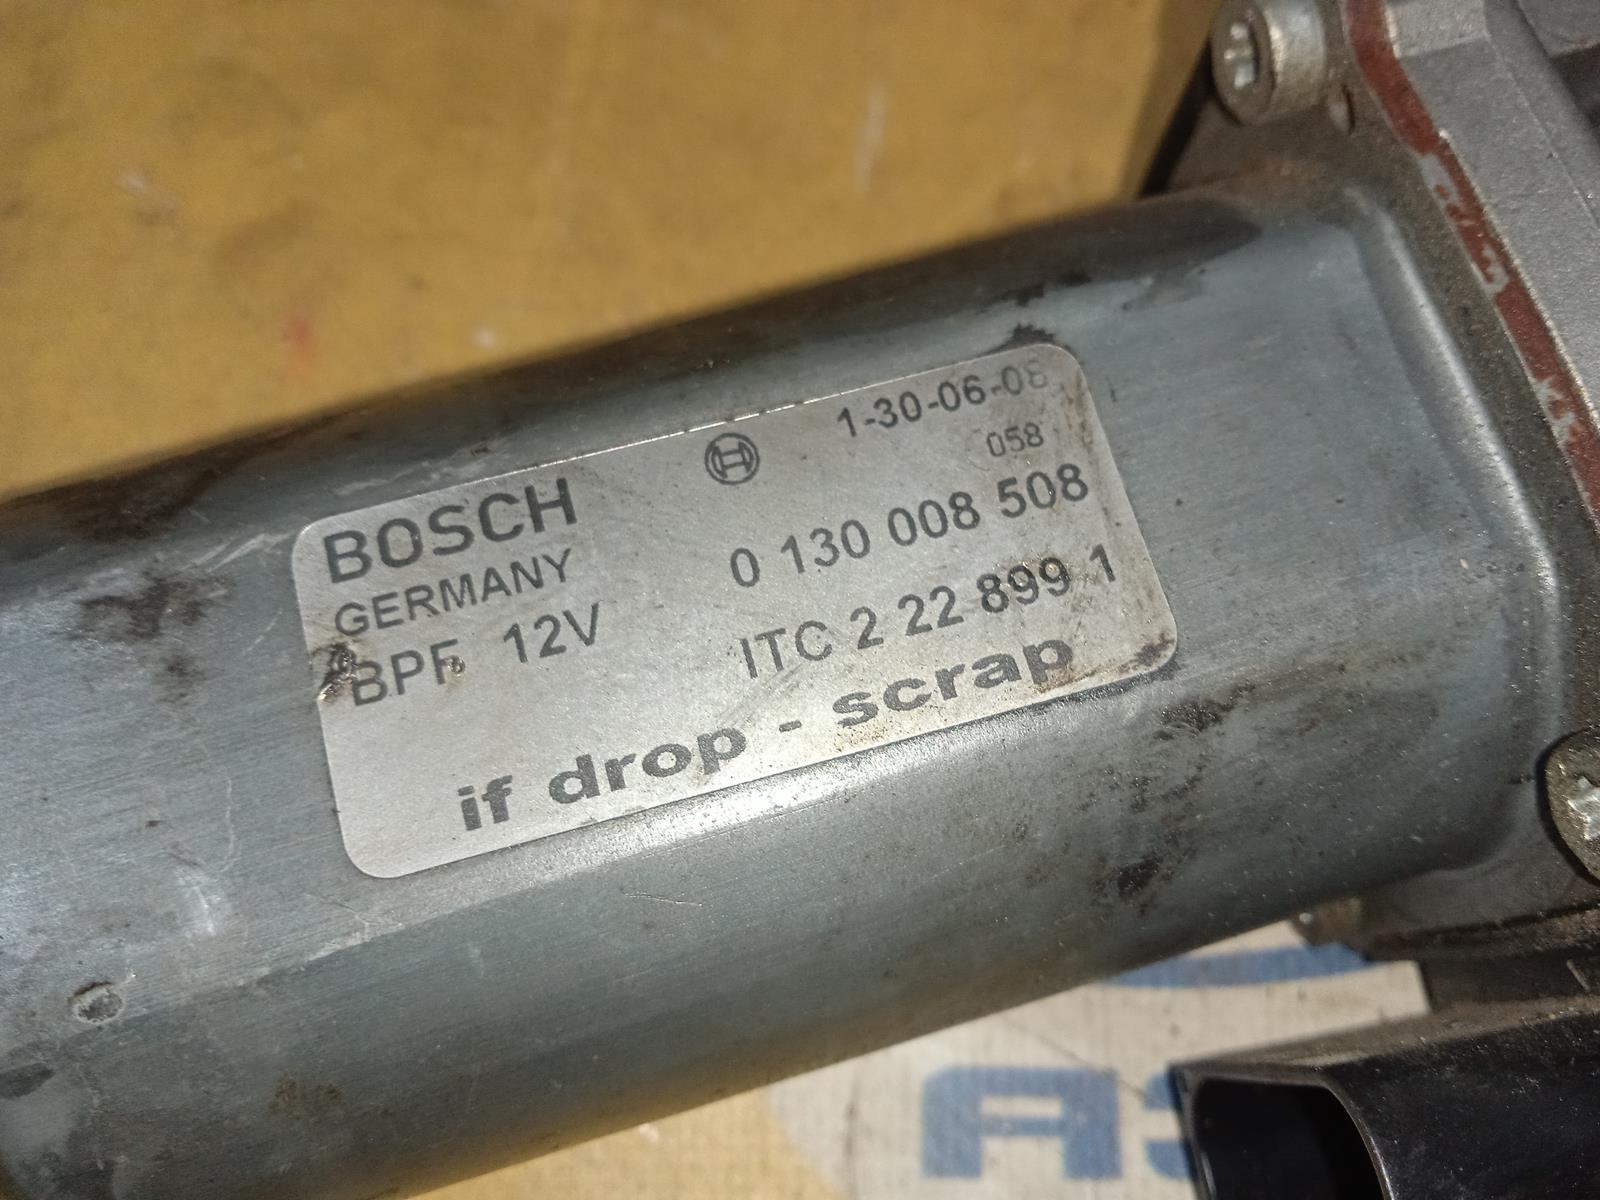 BOSCH
1-30-06-08
GERMANY
058
BPF 12V
0 130 008 508
ITC 2 22 899 1
if drop - scrap